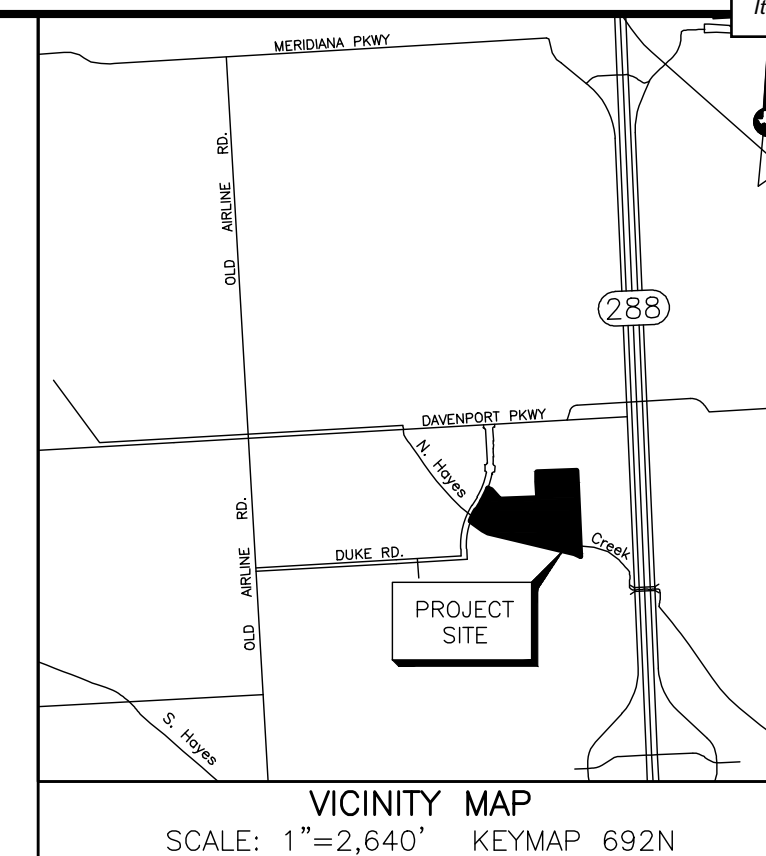 It
MERIDIANA PKWY
OLD AIRLINE RD.
288
DAVENPORT PKWY
N. Hayes
Creek
DUKE RD.
OLD AIRLINE RD.
PROJECT
SITE
S. Hayes
VICINITY MAP
SCALE: 1"=2,640' KEYMAP 692N